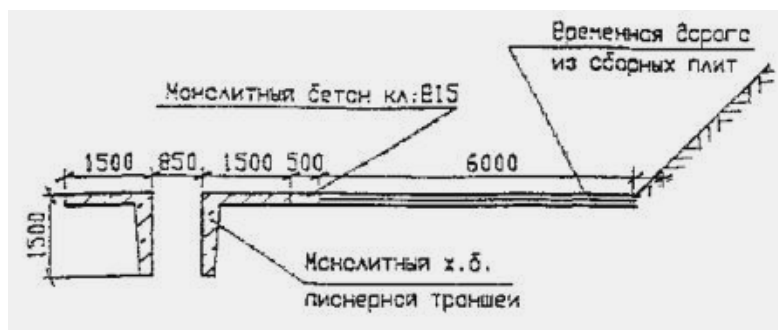 Временная дорога
из сборных плит
Монолитный бетон кл:В15
1500 850 1500 500 6000
1500
Монолитный ж.б.
пионерной траншеи